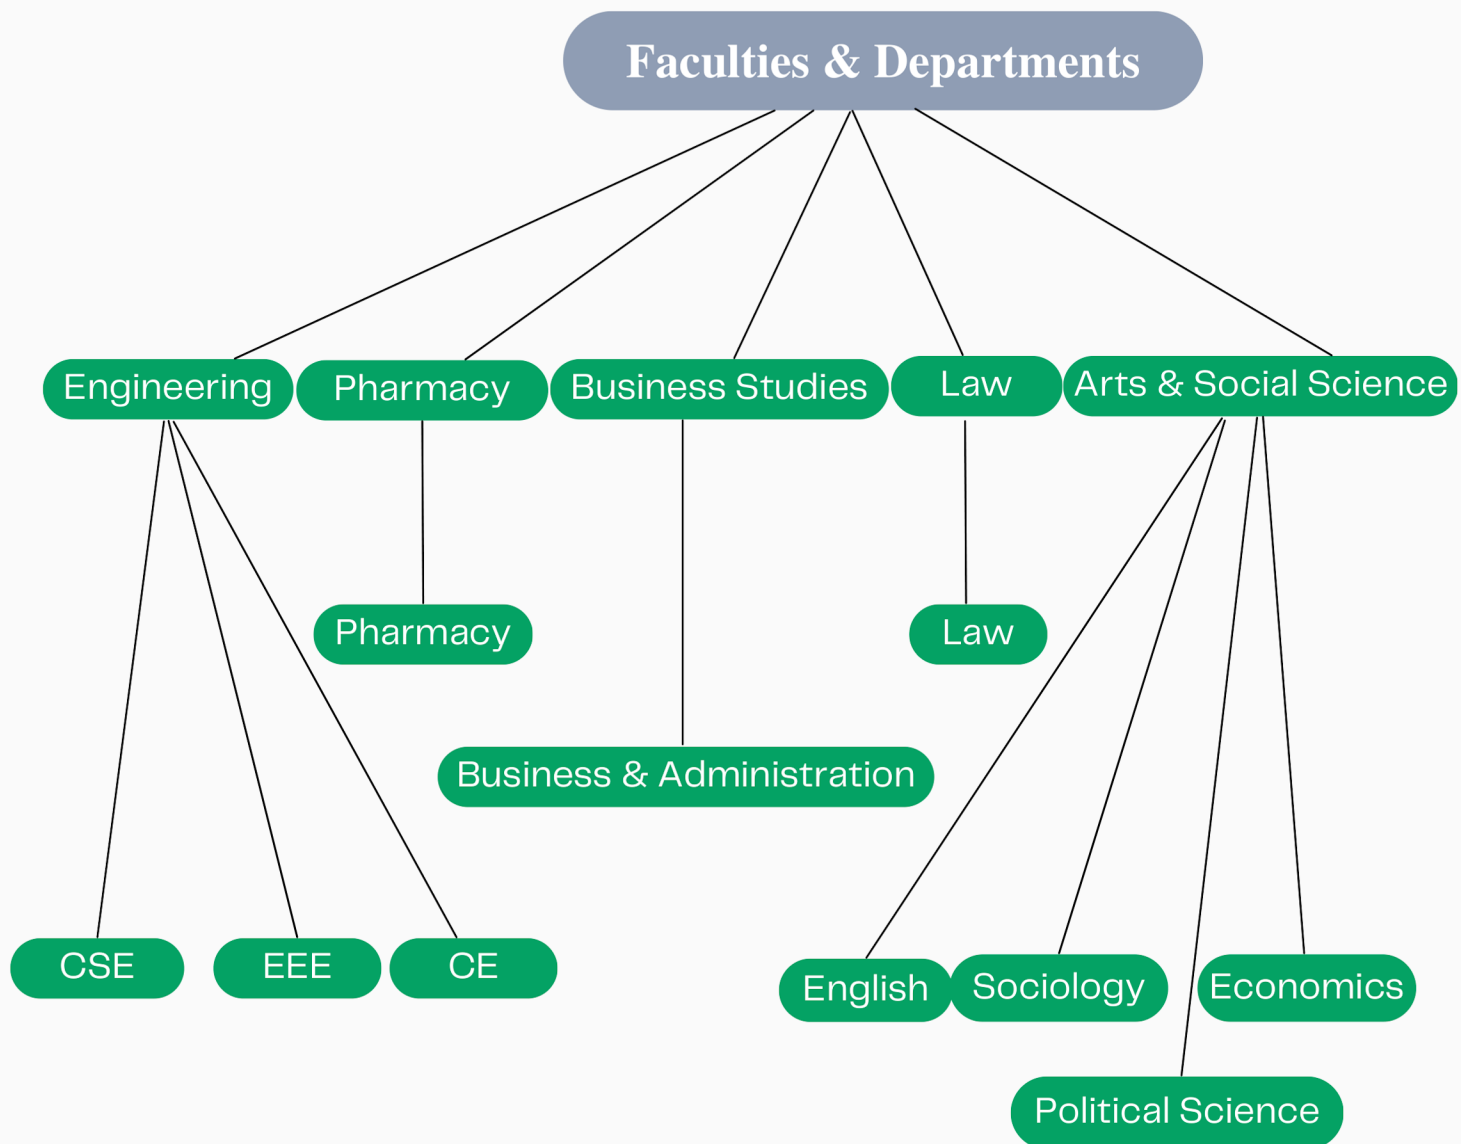 Faculties & Departments
Engineering
Pharmacy
Business Studies
Law
Arts & Social Science
Pharmacy
Law
Business & Administration
CSE
EEE
CE
English
Sociology
Economics
Political Science